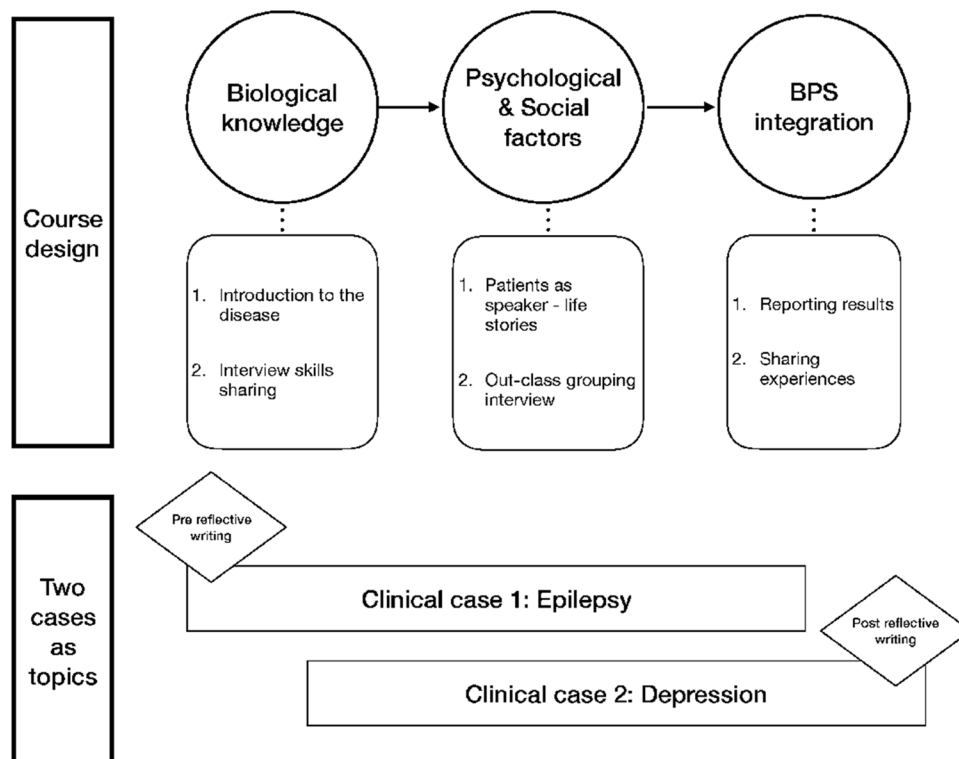 Course
design
Biological
knowledge
Psychological
& Social
factors
BPS
integration
1. Introduction to the
disease
2. Interview skills
sharing
1. Patients as
speaker - life
stories
2. Out-class grouping
interview
1. Reporting results
2. Sharing
experiences
Two
cases
as
topics
Pre reflective
writing
Clinical case 1: Epilepsy
Post reflective
writing
Clinical case 2: Depression